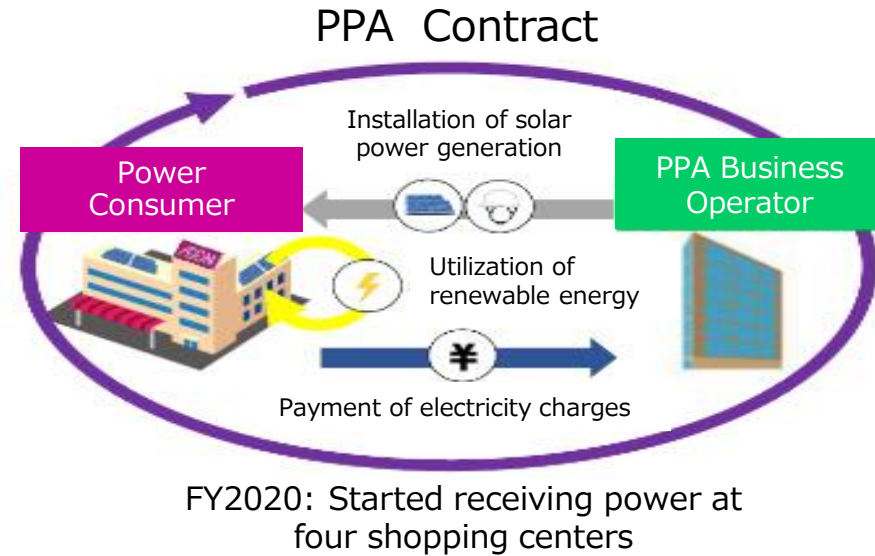 PPA Contract
Installation of solar
power generation
Power
Consumer
PPA Business
Operator
AEON
Utilization of
renewable energy
¥
Payment of electricity charges
FY2020: Started receiving power at
four shopping centers